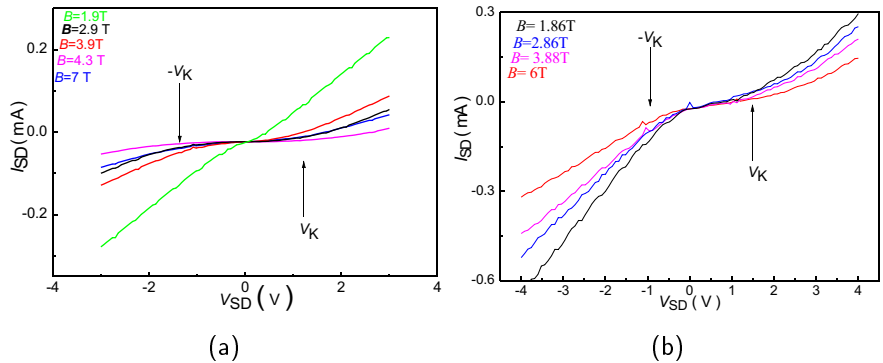 B=1.9T
B=2.9 T
B=3.9T
B=4.3 T
B=7 T
-VK
VK
0.2
0.0
-0.2
ISD(mA)
-4 -2 0 2 4
VSD( V )
(a)
B= 1.86T
B=2.86T
B= 3.88T
B= 6T
-VK
VK
0.3
0.0
-0.3
-0.6
ISD(mA)
-4 -3 -2 -1 0 1 2 3 4
VSD(V)
(b)